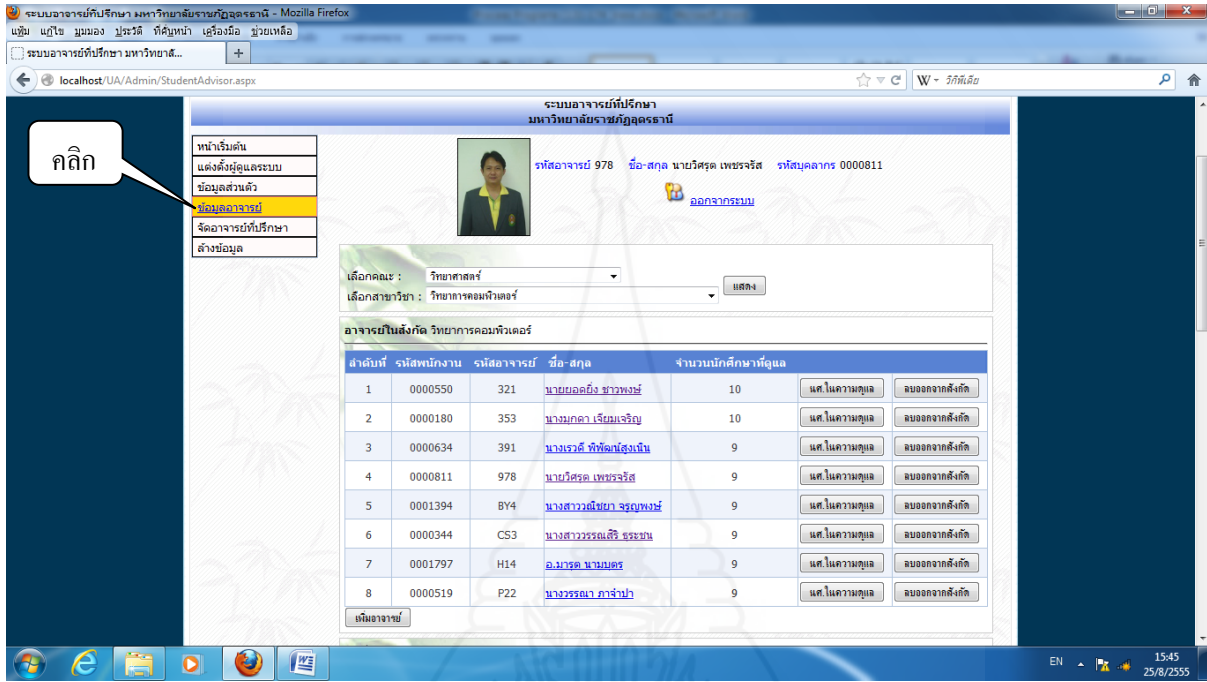 ระบบอาจารย์ที่ปรึกษา มหาวิทยาลัยราชภัฏอุดรธานี - Mozilla Firefox
แฟ้ม แก้ไข มุมมอง ประวัติ ที่คั่นหน้า เครื่องมือ ช่วยเหลือ
ระบบอาจารย์ที่ปรึกษา มหาวิทยาลั... +
localhost/UA/Admin/StudentAdvisor.aspx W วิกิพีเดีย
ระบบอาจารย์ที่ปรึกษา
มหาวิทยาลัยราชภัฏอุดรธานี
คลิก
หน้าเริ่มต้น
แต่งตั้งผู้ดูแลระบบ
ข้อมูลส่วนตัว
ข้อมูลอาจารย์
จัดอาจารย์ที่ปรึกษา
ล้างข้อมูล
รหัสอาจารย์ 978 ชื่อ-สกุล นายวิศรุต เพชรจรัส รหัสบุคลากร 0000811
ออกจากระบบ
เลือกคณะ : วิทยาศาสตร์
เลือกสาขาวิชา : วิทยาการคอมพิวเตอร์ แสดง
อาจารย์ในสังกัด วิทยาการคอมพิวเตอร์
ลำดับที่ รหัสพนักงาน รหัสอาจารย์ ชื่อ-สกุล จำนวนนักศึกษาที่ดูแล
1 0000550 321 นายยอดยิ่ง ชาวพงษ์ 10 นศ.ในความดูแล ลบออกจากสังกัด
2 0000180 353 นางมุกดา เจียมเจริญ 10 นศ.ในความดูแล ลบออกจากสังกัด
3 0000634 391 นางเรวดี พิพัฒน์สูงเนิน 9 นศ.ในความดูแล ลบออกจากสังกัด
4 0000811 978 นายวิศรุต เพชรจรัส 9 นศ.ในความดูแล ลบออกจากสังกัด
5 0001394 BY4 นางสาววณิชยา จรูญพงษ์ 9 นศ.ในความดูแล ลบออกจากสังกัด
6 0000344 CS3 นางสาววรรณสิริ ธุระชน 9 นศ.ในความดูแล ลบออกจากสังกัด
7 0001797 H14 อ.มารุต นามบุตร 9 นศ.ในความดูแล ลบออกจากสังกัด
8 0000519 P22 นางวรรณา ภาจำปา 9 นศ.ในความดูแล ลบออกจากสังกัด
เพิ่มอาจารย์
EN 15:45
25/8/2555